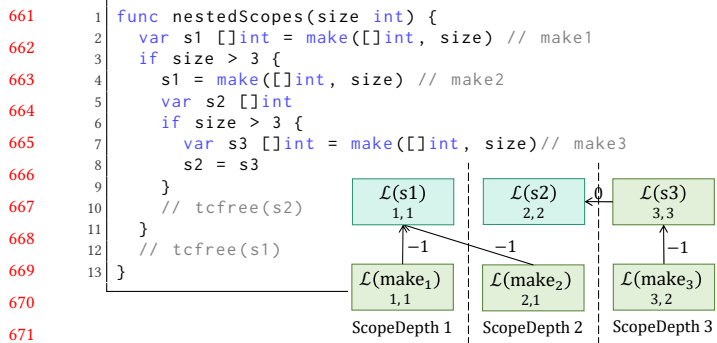 661
662
663
664
665
666
667
668
669
670
671
1 func nestedScopes(size int) {
2 var s1 []int = make([]int, size) // make1
3 if size > 3 {
4 s1 = make([]int, size) // make2
5 var s2 []int
6 if size > 3 {
7 var s3 []int = make([]int, size)// make3
8 s2 = s3
9 }
10 // tcfree(s2)
11 }
12 // tcfree(s1)
13 }
ℒ(s1)
1, 1
ℒ(s2)
2, 2
0
ℒ(s3)
3, 3
−1
−1
−1
ℒ(make₁)
1, 1
ℒ(make₂)
2,1
ℒ(make₃)
3, 2
ScopeDepth 1
ScopeDepth 2
ScopeDepth 3